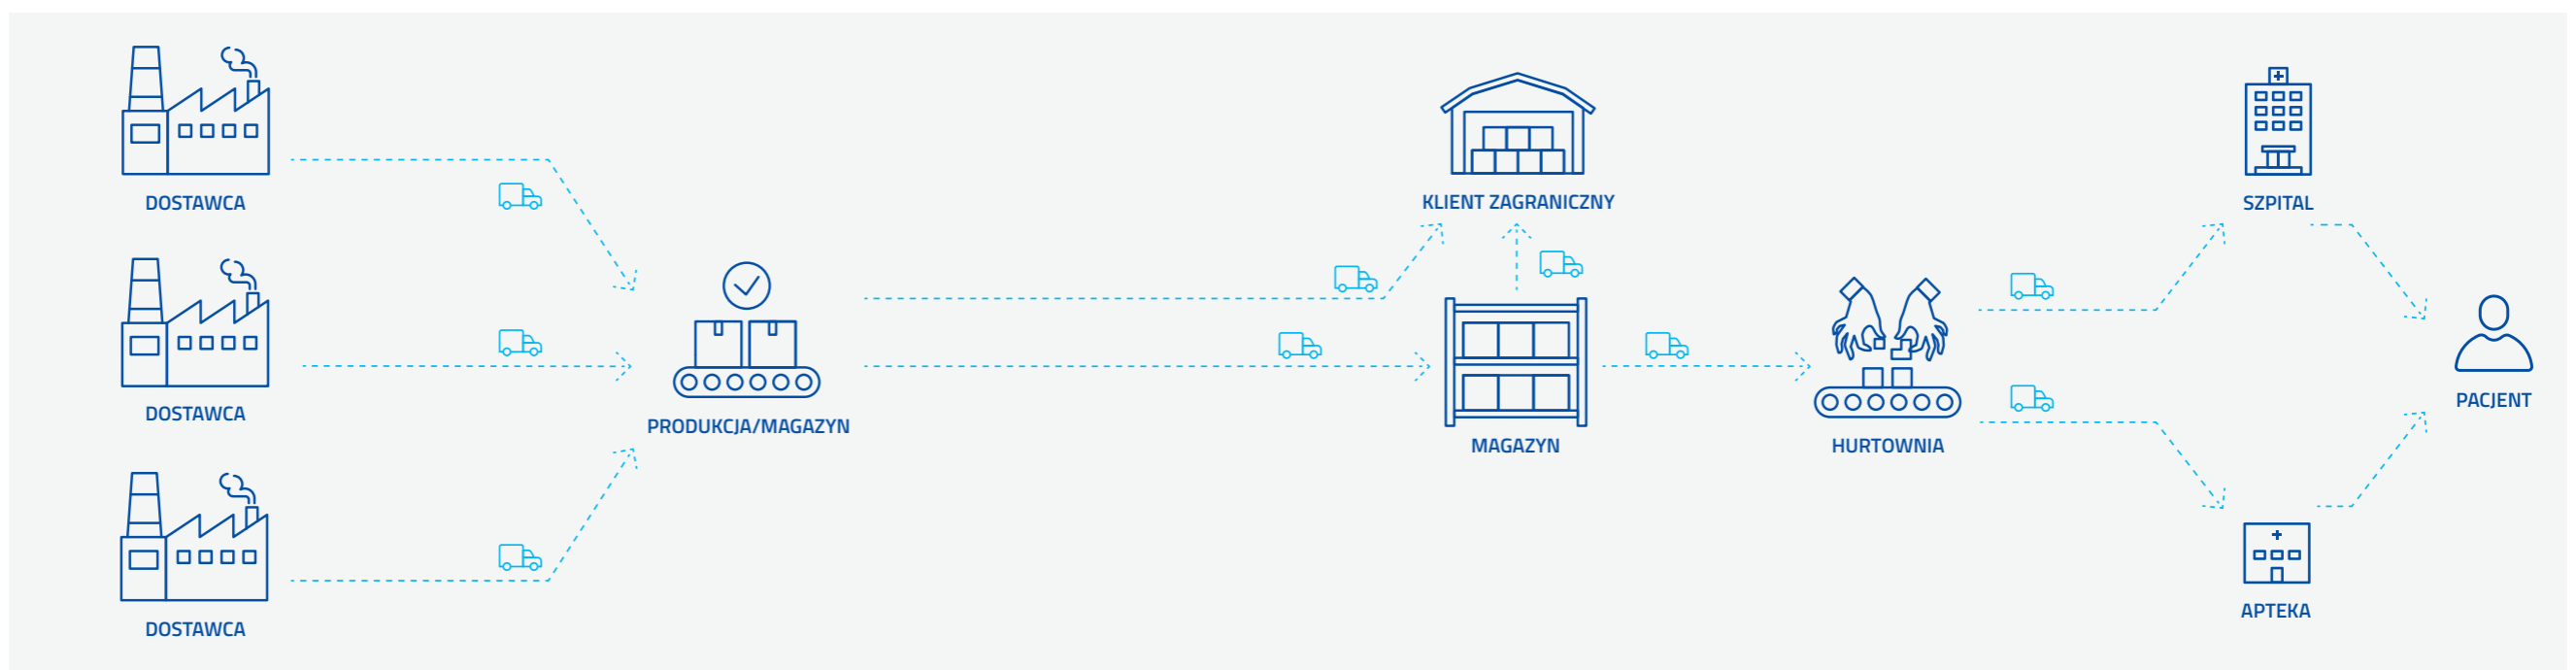 DOSTAWCA
DOSTAWCA
DOSTAWCA
PRODUKCJA/MAGAZYN
KLIENT ZAGRANICZNY
MAGAZYN
HURTOWNIA
SZPITAL
APTEKA
PACJENT